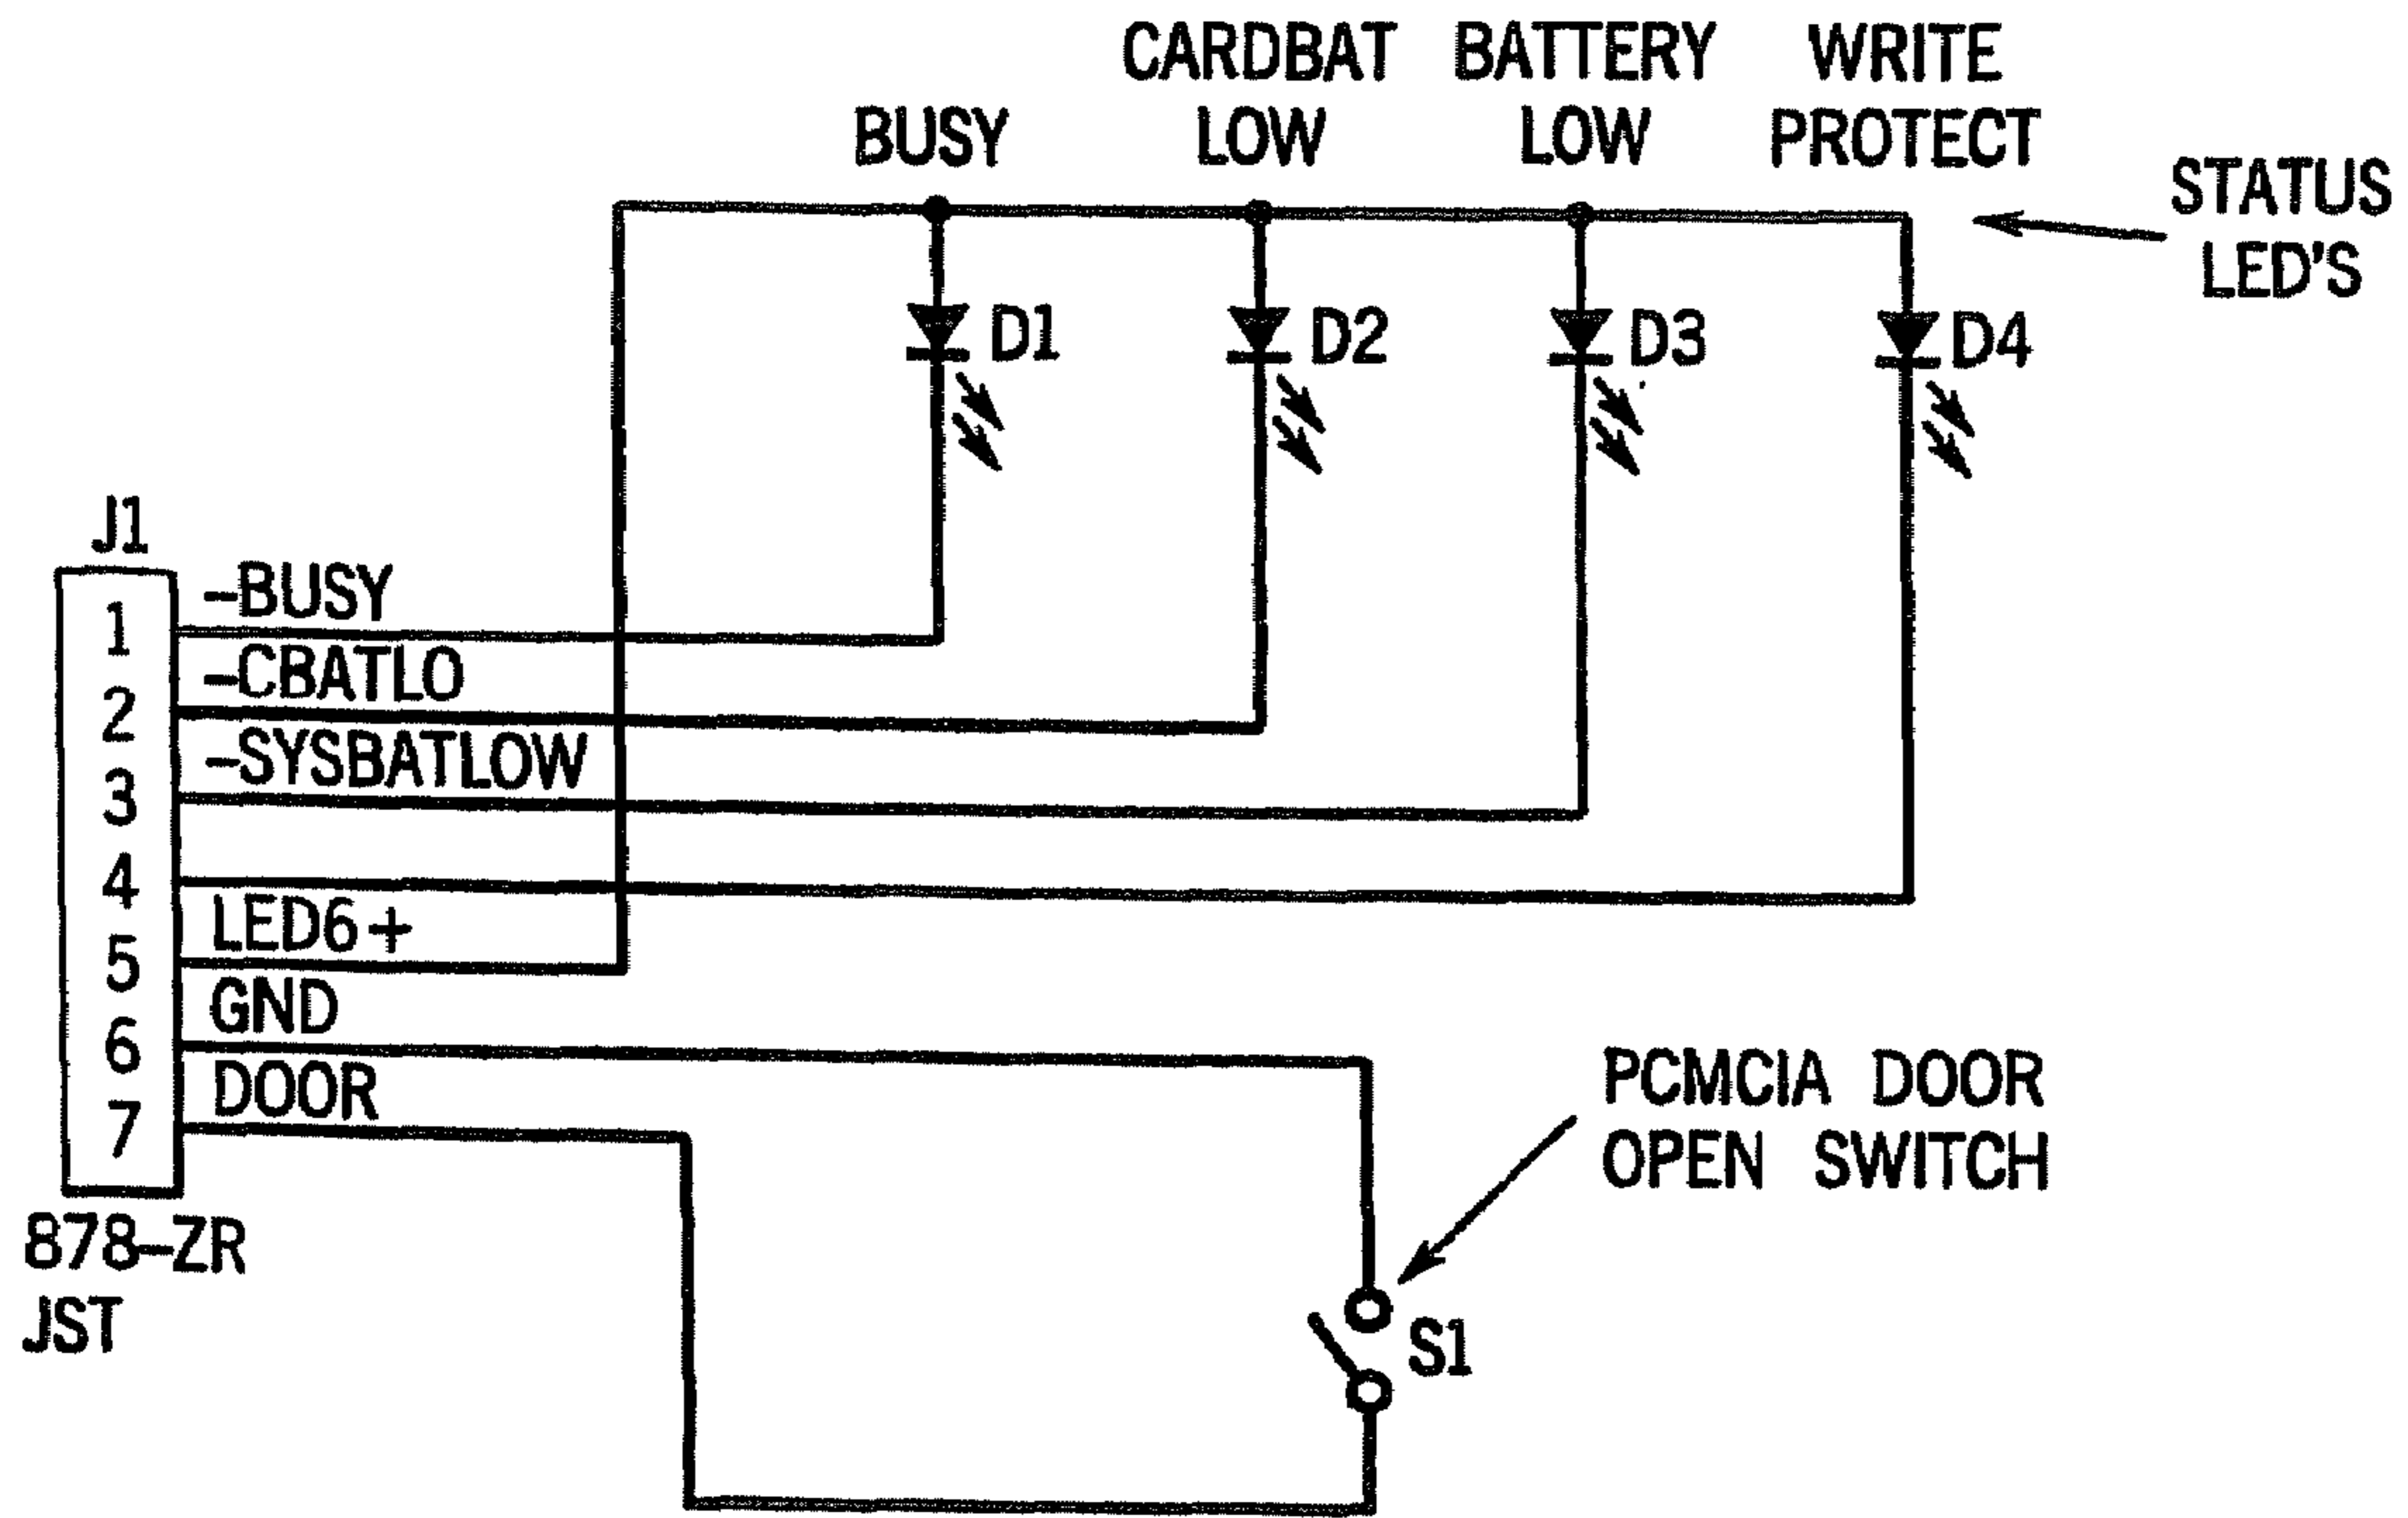 CARDBAT BATTERY WRITE
BUSY LOW LOW PROTECT
STATUS
LED'S
D1 D2 D3 D4
J1
1 –BUSY
2 –CBATLO
3 –SYSBATLOW
4
5 LED6+
6 GND
7 DOOR
878–ZR
JST
PCMCIA DOOR
OPEN SWITCH
S1